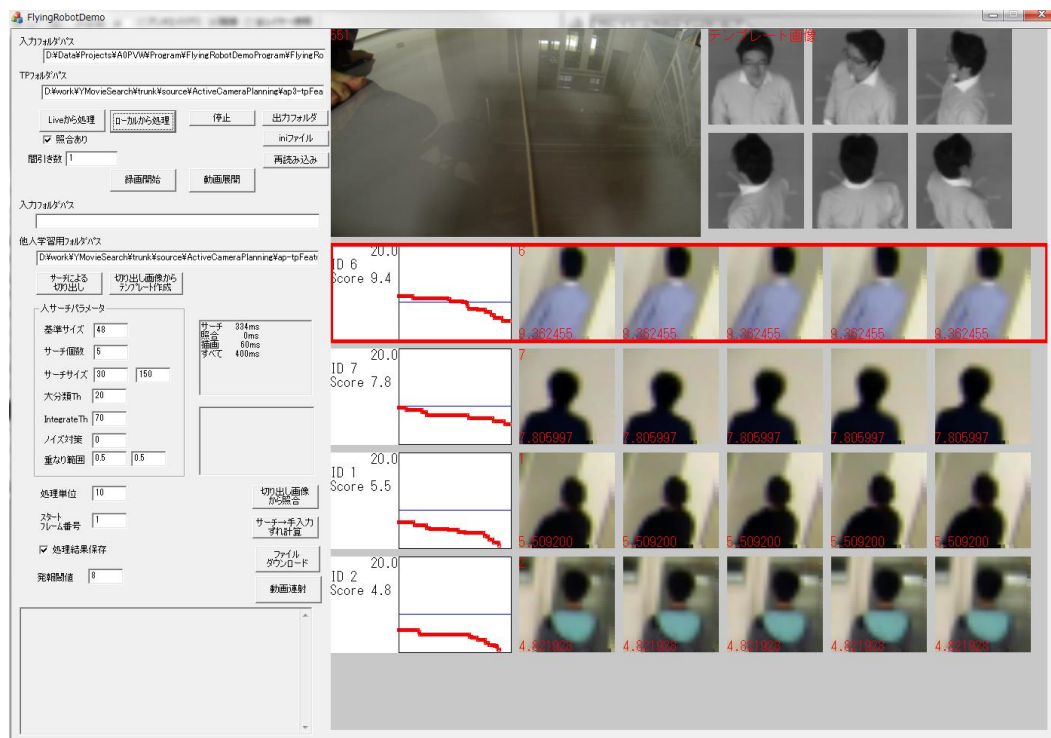 FlyingRobotDemo
入力フォルダパス
D:¥Data¥Projects¥AOPVW¥Program¥FlyingRobotDemoProgram¥FlyingRo
TPフォルダパス
D:¥work¥YMovieSearch¥trunk¥source¥ActiveCameraPlanning¥ap3-tpFea
Liveから処理 ローカルから処理 停止 出力フォルダ
照合あり iniファイル
間引き数 1 再読み込み
録画開始 動画展開
入力フォルダパス
他人学習用フォルダパス
D:¥work¥YMovieSearch¥trunk¥source¥ActiveCameraPlanning¥ap-tpFeat
サーチによる
切り出し
切り出し画像から
テンプレート作成
人サーチパラメータ
基準サイズ 48
サーチ個数 5
サーチサイズ 30 150
大分類Th 20
IntegrateTh 70
ノイズ対策 0
重なり範囲 0.5 0.5
サーチ 334ms
照合 0ms
描画 60ms
すべて 400ms
処理単位 10
スタート
フレーム番号 1
処理結果保存
発報閾値 8
切り出し画像
から照合
サーチ→手入力
ずれ計算
ファイル
ダウンロード
動画連射
551
テンプレート画像
20.0
ID 6
Score 9.4
6
9.362455 9.362455 9.362455 9.362455 9.362455
20.0
ID 7
Score 7.8
7
7.805997 7.805997 7.805997 7.805997 7.805997
20.0
ID 1
Score 5.5
1
5.509200 5.509200 5.509200 5.509200 5.509200
20.0
ID 2
Score 4.8